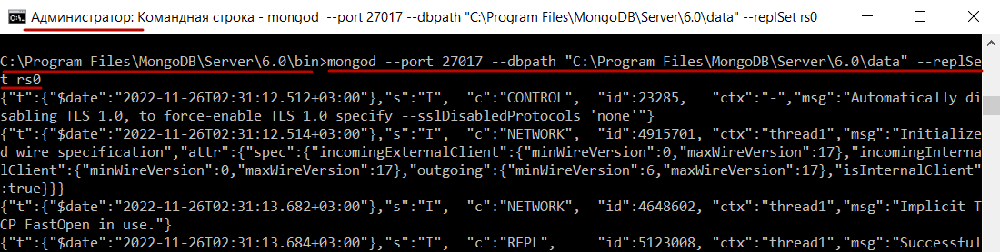 Администратор: Командная строка - mongod  --port 27017 --dbpath "C:\Program Files\MongoDB\Server\6.0\data" --replSet rs0
C:\Program Files\MongoDB\Server\6.0\bin>mongod --port 27017 --dbpath "C:\Program Files\MongoDB\Server\6.0\data" --replSe
t rs0
{"t":{"$date":"2022-11-26T02:31:12.512+03:00"},"s":"I",  "c":"CONTROL",  "id":23285,   "ctx":"-","msg":"Automatically di
sabling TLS 1.0, to force-enable TLS 1.0 specify --sslDisabledProtocols 'none'"}
{"t":{"$date":"2022-11-26T02:31:12.514+03:00"},"s":"I",  "c":"NETWORK",  "id":4915701, "ctx":"thread1","msg":"Initialize
d wire specification","attr":{"spec":{"incomingExternalClient":{"minWireVersion":0,"maxWireVersion":17},"incomingInterna
lClient":{"minWireVersion":0,"maxWireVersion":17},"outgoing":{"minWireVersion":6,"maxWireVersion":17},"isInternalClient"
:true}}}
{"t":{"$date":"2022-11-26T02:31:13.682+03:00"},"s":"I",  "c":"NETWORK",  "id":4648602, "ctx":"thread1","msg":"Implicit T
CP FastOpen in use."}
{"t":{"$date":"2022-11-26T02:31:13.684+03:00"},"s":"I",  "c":"REPL",     "id":5123008, "ctx":"thread1","msg":"Successful